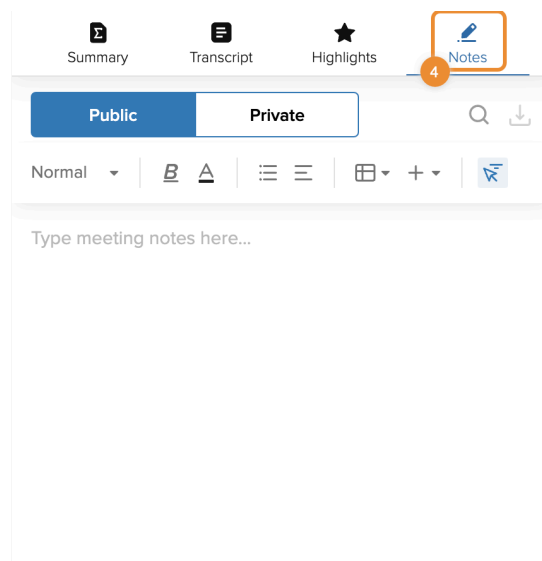 Summary Transcript Highlights Notes
4
Public Private
Normal B A
Type meeting notes here...